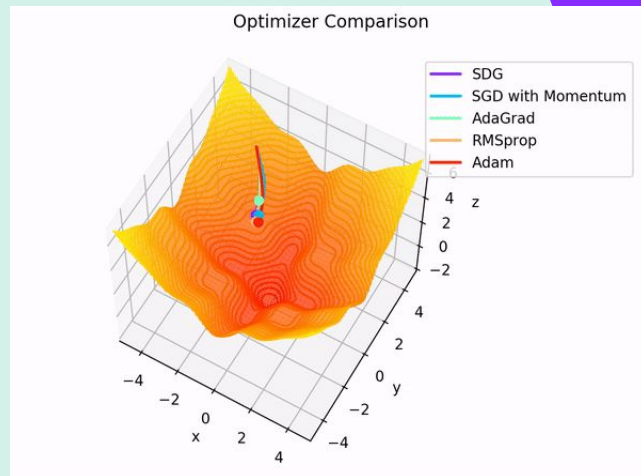 Optimizer Comparison
SDG
SGD with Momentum
AdaGrad
RMSprop
Adam
6
4
2
0
−2
z
4
2
0
−2
−4
y
−4
−2
0
2
4
x